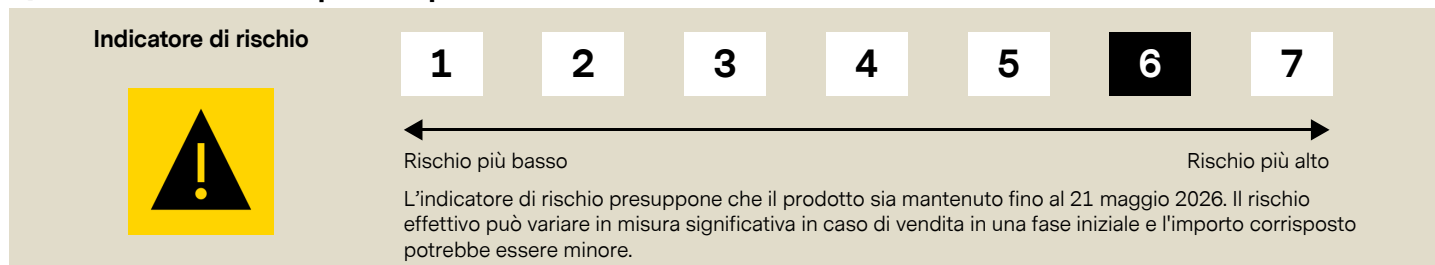 Indicatore di rischio
1 2 3 4 5 6 7
Rischio più basso Rischio più alto
L'indicatore di rischio presuppone che il prodotto sia mantenuto fino al 21 maggio 2026. Il rischio
effettivo può variare in misura significativa in caso di vendita in una fase iniziale e l'importo corrisposto
potrebbe essere minore.